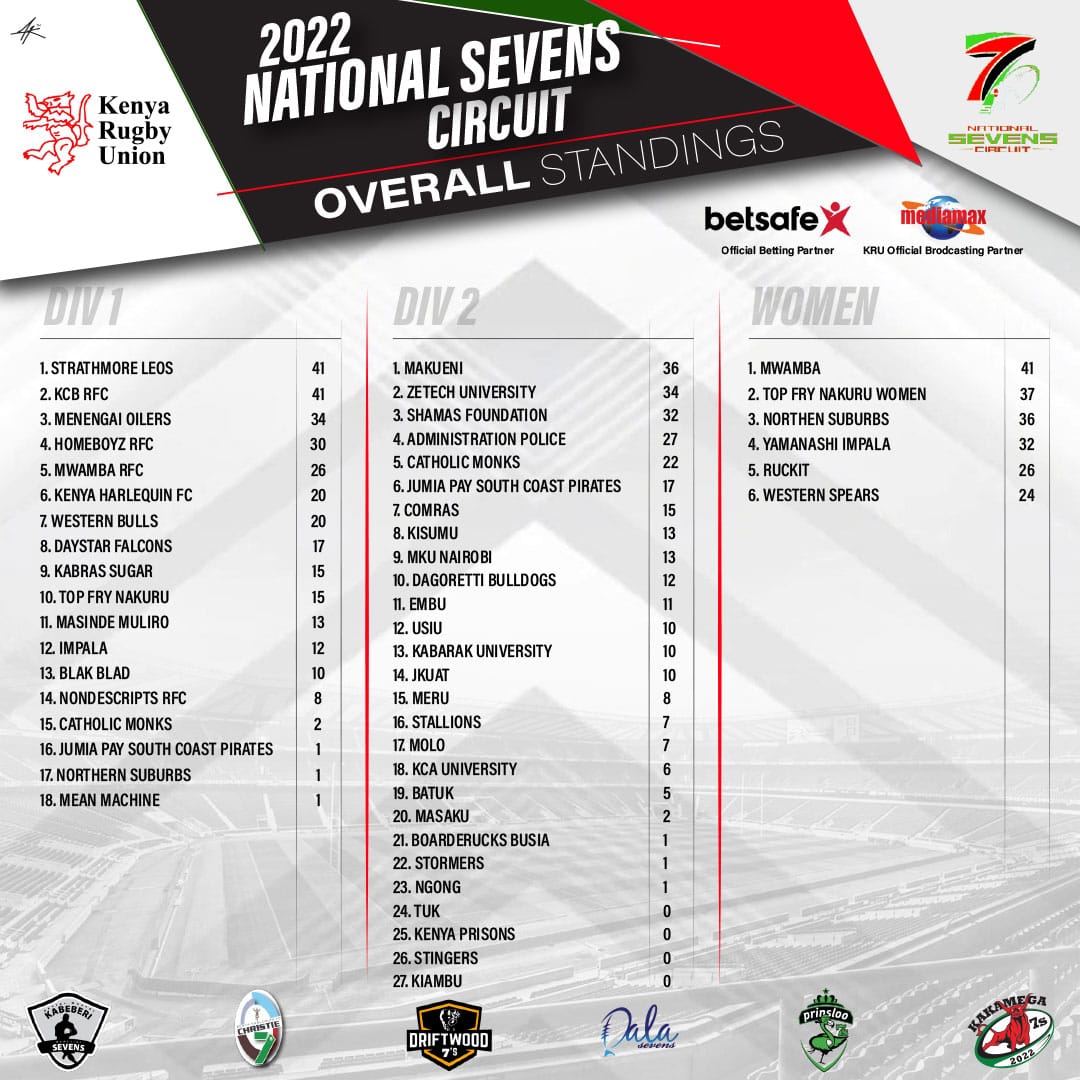 2022
NATIONAL SEVENS
CIRCUIT
OVERALL STANDINGS
Kenya
Rugby
Union
7
NATIONAL
SEVENS
CIRCUIT
betsafe
Official Betting Partner
mediamax
KRU Official Brodcasting Partner
DIV 1
1. STRATHMORE LEOS 41
2. KCB RFC 41
3. MENENGAI OILERS 34
4. HOMEBOYZ RFC 30
5. MWAMBA RFC 26
6. KENYA HARLEQUIN FC 20
7. WESTERN BULLS 20
8. DAYSTAR FALCONS 17
9. KABRAS SUGAR 15
10. TOP FRY NAKURU 15
11. MASINDE MULIRO 13
12. IMPALA 12
13. BLAK BLAD 10
14. NONDESCRIPTS RFC 8
15. CATHOLIC MONKS 2
16. JUMIA PAY SOUTH COAST PIRATES 1
17. NORTHERN SUBURBS 1
18. MEAN MACHINE 1
DIV 2
1. MAKUENI 36
2. ZETECH UNIVERSITY 34
3. SHAMAS FOUNDATION 32
4. ADMINISTRATION POLICE 27
5. CATHOLIC MONKS 22
6. JUMIA PAY SOUTH COAST PIRATES 17
7. COMRAS 15
8. KISUMU 13
9. MKU NAIROBI 13
10. DAGORETTI BULLDOGS 12
11. EMBU 11
12. USIU 10
13. KABARAK UNIVERSITY 10
14. JKUAT 10
15. MERU 8
16. STALLIONS 7
17. MOLO 7
18. KCA UNIVERSITY 6
19. BATUK 5
20. MASAKU 2
21. BOARDERUCKS BUSIA 1
22. STORMERS 1
23. NGONG 1
24. TUK 0
25. KENYA PRISONS 0
26. STINGERS 0
27. KIAMBU 0
WOMEN
1. MWAMBA 41
2. TOP FRY NAKURU WOMEN 37
3. NORTHEN SUBURBS 36
4. YAMANASHI IMPALA 32
5. RUCKIT 26
6. WESTERN SPEARS 24
KABEBERI
SEVENS
CHRISTIE
7
DRIFTWOOD
7'S
Dala
sevens
prinsloo
KAKAMEGA
7s
2022